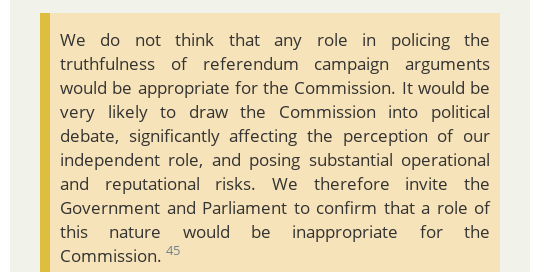 We do not think that any role in policing the
truthfulness of referendum campaign arguments
would be appropriate for the Commission. It would be
very likely to draw the Commission into political
debate, significantly affecting the perception of our
independent role, and posing substantial operational
and reputational risks. We therefore invite the
Government and Parliament to confirm that a role of
this nature would be inappropriate for the
Commission. 45